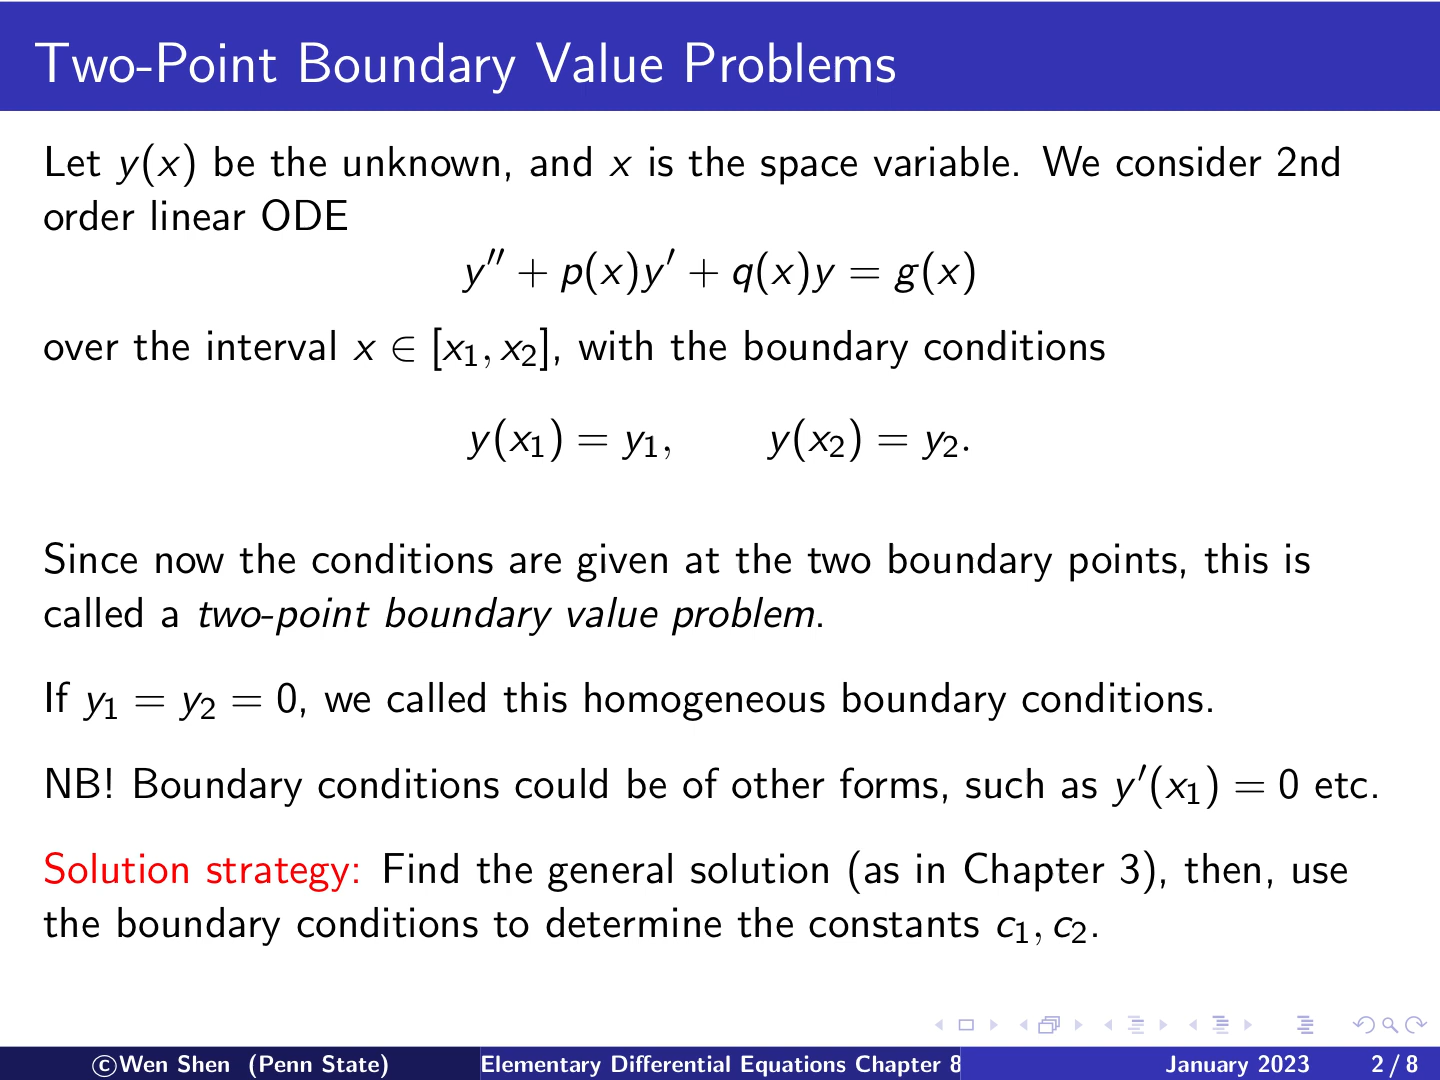 Two-Point Boundary Value Problems
Let y(x) be the unknown, and x is the space variable. We consider 2nd
order linear ODE
y′′ + p(x)y′ + q(x)y = g(x)
over the interval x ∈ [x₁, x₂], with the boundary conditions
y(x₁) = y₁, y(x₂) = y₂.
Since now the conditions are given at the two boundary points, this is
called a two-point boundary value problem.
If y₁ = y₂ = 0, we called this homogeneous boundary conditions.
NB! Boundary conditions could be of other forms, such as y′(x₁) = 0 etc.
Solution strategy: Find the general solution (as in Chapter 3), then, use
the boundary conditions to determine the constants c₁, c₂.
©Wen Shen (Penn State) Elementary Differential Equations Chapter 8 January 2023 2 / 8